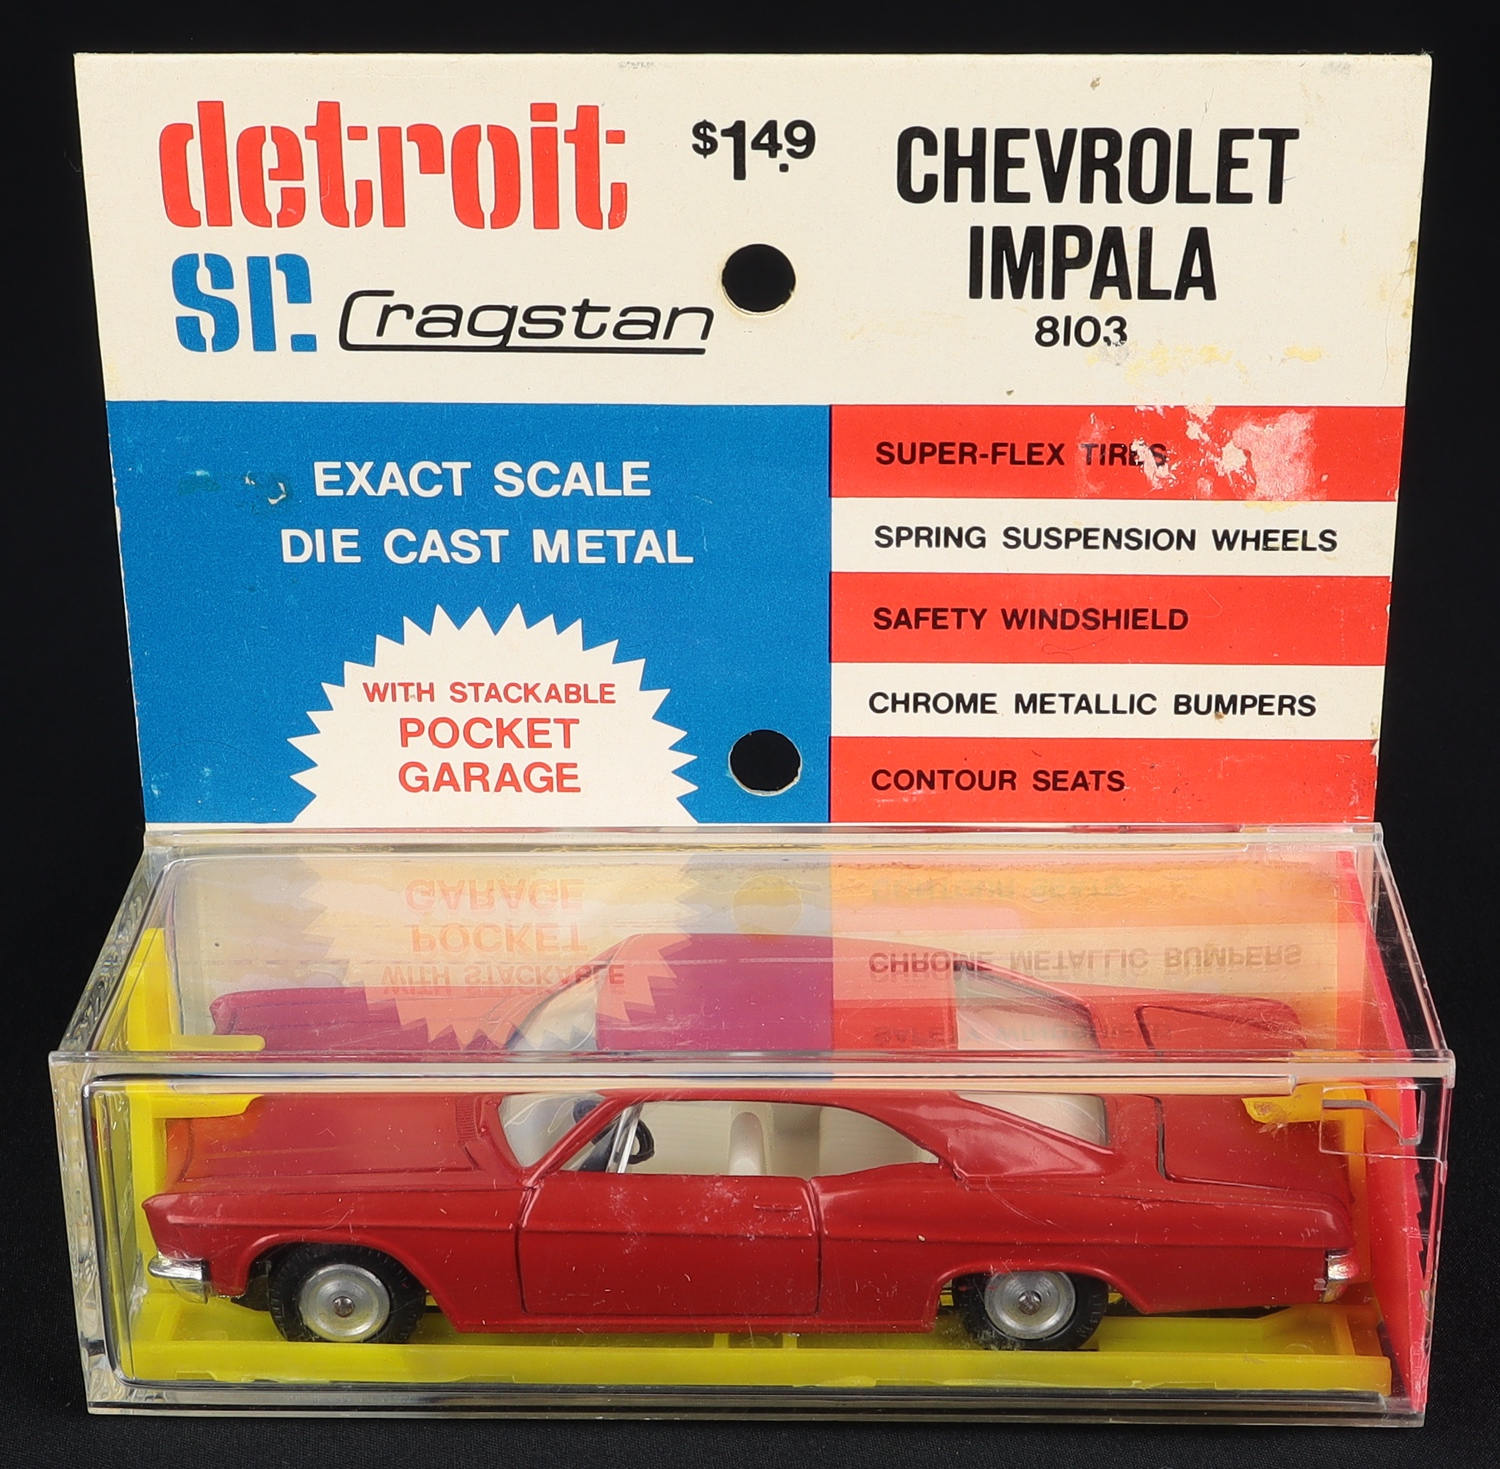 detroit
sr. Cragstan
$1.49
CHEVROLET
IMPALA
8103
EXACT SCALE
DIE CAST METAL
WITH STACKABLE
POCKET
GARAGE
SUPER-FLEX TIRES
SPRING SUSPENSION WHEELS
SAFETY WINDSHIELD
CHROME METALLIC BUMPERS
CONTOUR SEATS